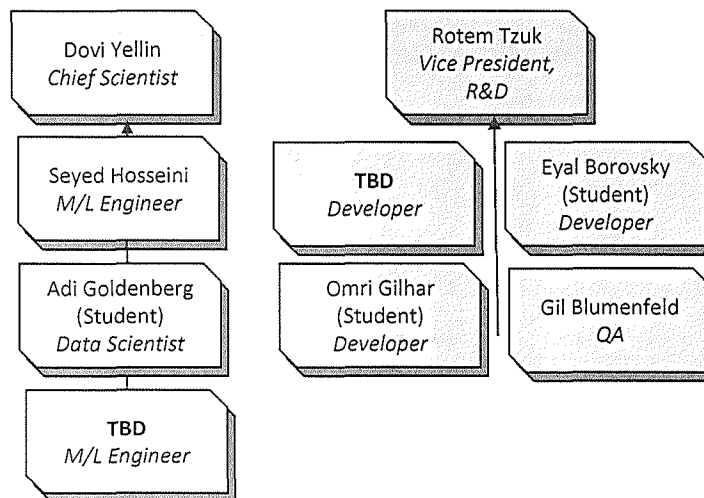 Dovi Yellin
Chief Scientist
Seyed Hosseini
M/L Engineer
Adi Goldenberg
(Student)
Data Scientist
TBD
M/L Engineer
Rotem Tzuk
Vice President,
R&D
TBD
Developer
Eyal Borovsky
(Student)
Developer
Omri Gilhar
(Student)
Developer
Gil Blumenfeld
QA